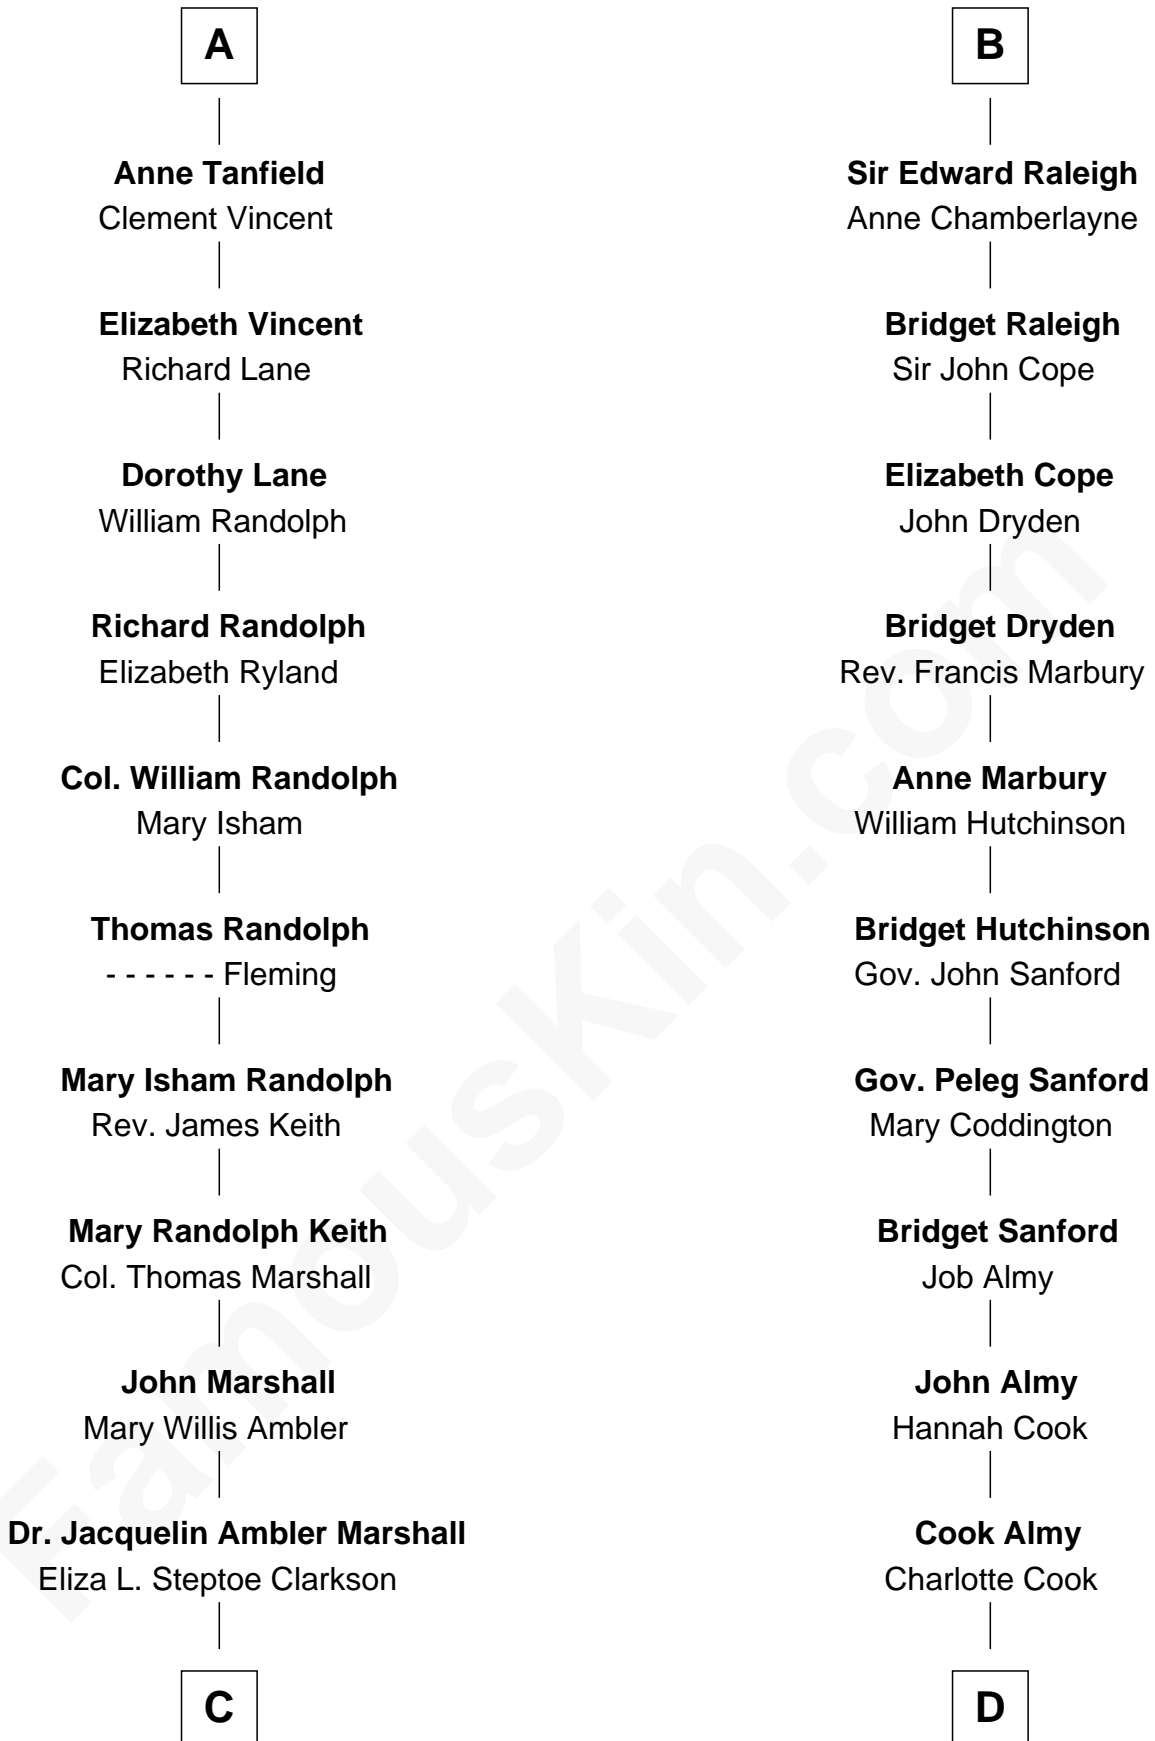 A
Anne Tanfield
Clement Vincent
Elizabeth Vincent
Richard Lane
Dorothy Lane
William Randolph
Richard Randolph
Elizabeth Ryland
Col. William Randolph
Mary Isham
Thomas Randolph
- - - - - - Fleming
Mary Isham Randolph
Rev. James Keith
Mary Randolph Keith
Col. Thomas Marshall
John Marshall
Mary Willis Ambler
Dr. Jacquelin Ambler Marshall
Eliza L. Steptoe Clarkson
C
B
Sir Edward Raleigh
Anne Chamberlayne
Bridget Raleigh
Sir John Cope
Elizabeth Cope
John Dryden
Bridget Dryden
Rev. Francis Marbury
Anne Marbury
William Hutchinson
Bridget Hutchinson
Gov. John Sanford
Gov. Peleg Sanford
Mary Coddington
Bridget Sanford
Job Almy
John Almy
Hannah Cook
Cook Almy
Charlotte Cook
D
FamousKin.com